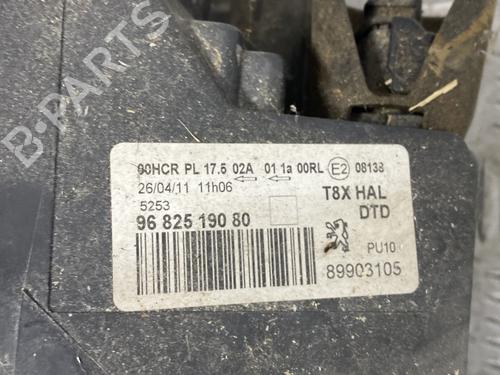 B-PARTS
00HCR PL 17.5 02A 01 1a 00RL E2 08138
26/04/11 11h06
5253
96 825 190 80
T8X HAL
DTD
PU10
89903105